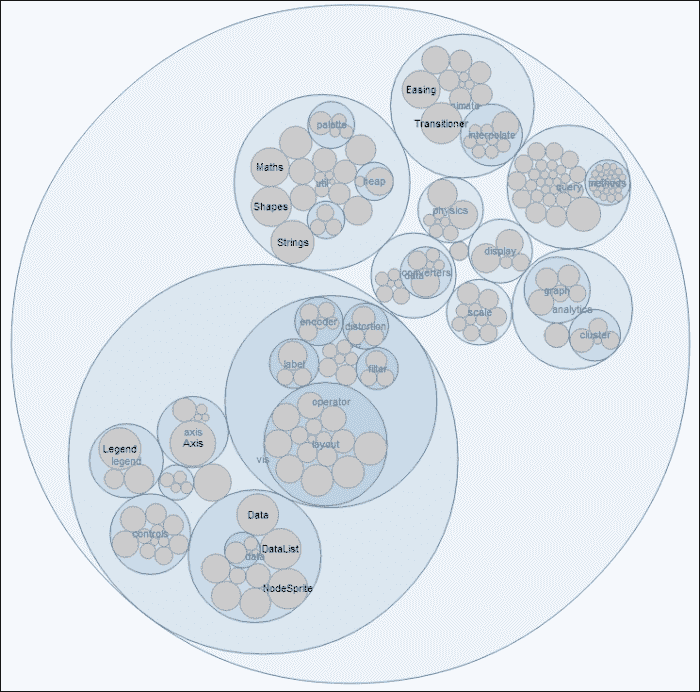 Easing
animate
Transitioner
interpolate
palette
Maths
util
heap
Shapes
Strings
query
methods
physics
display
converters
data
scale
graph
analytics
cluster
encoder
distortion
label
filter
operator
layout
vis
axis
Axis
Legend
legend
controls
Data
DataList
data
NodeSprite